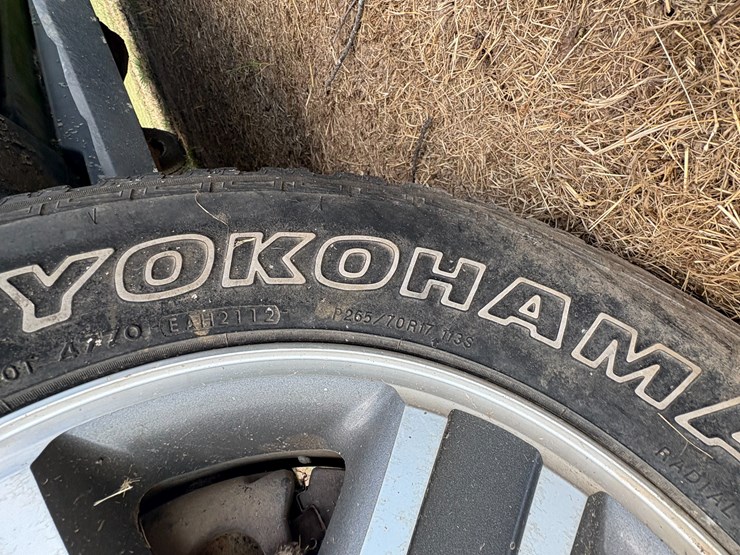 YOKOHAMA
EAH2112
P265/70R17 113S
RADIAL